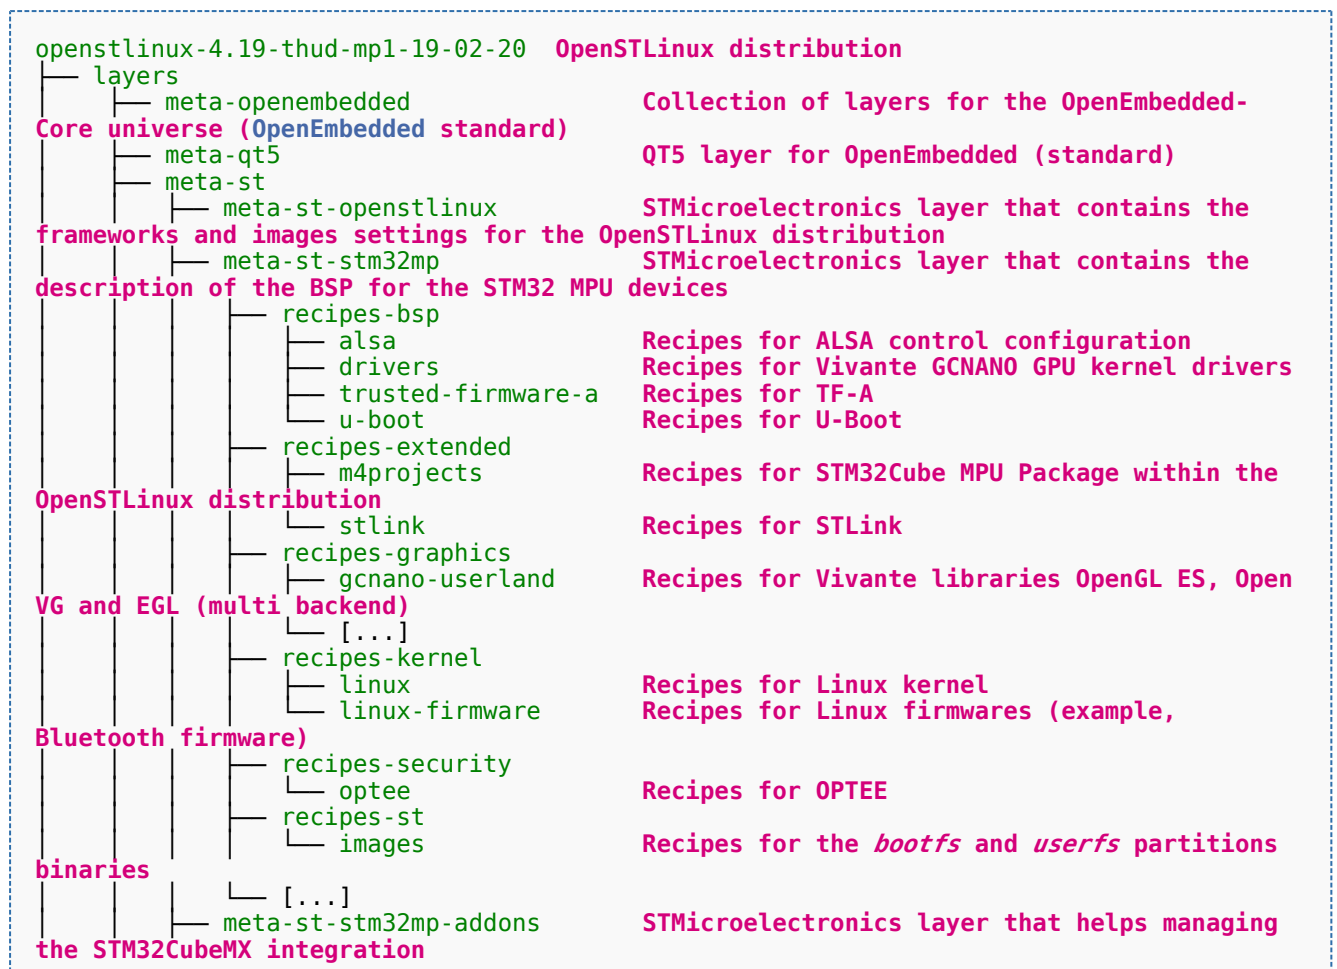 openstlinux-4.19-thud-mp1-19-02-20  OpenSTLinux distribution
├── layers
│    ├── meta-openembedded                Collection of layers for the OpenEmbedded-
Core universe (OpenEmbedded standard)
│    ├── meta-qt5                         QT5 layer for OpenEmbedded (standard)
│    ├── meta-st
│    │   ├── meta-st-openstlinux          STMicroelectronics layer that contains the
frameworks and images settings for the OpenSTLinux distribution
│    │   ├── meta-st-stm32mp              STMicroelectronics layer that contains the
description of the BSP for the STM32 MPU devices
│    │   │   ├── recipes-bsp
│    │   │   │   ├── alsa                 Recipes for ALSA control configuration
│    │   │   │   ├── drivers              Recipes for Vivante GCNANO GPU kernel drivers
│    │   │   │   ├── trusted-firmware-a   Recipes for TF-A
│    │   │   │   └── u-boot               Recipes for U-Boot
│    │   │   ├── recipes-extended
│    │   │   │   ├── m4projects           Recipes for STM32Cube MPU Package within the
OpenSTLinux distribution
│    │   │   │   └── stlink               Recipes for STLink
│    │   │   ├── recipes-graphics
│    │   │   │   ├── gcnano-userland      Recipes for Vivante libraries OpenGL ES, Open
VG and EGL (multi backend)
│    │   │   │   └── [...]
│    │   │   ├── recipes-kernel
│    │   │   │   ├── linux                Recipes for Linux kernel
│    │   │   │   └── linux-firmware       Recipes for Linux firmwares (example,
Bluetooth firmware)
│    │   │   ├── recipes-security
│    │   │   │   └── optee                Recipes for OPTEE
│    │   │   ├── recipes-st
│    │   │   │   └── images               Recipes for the bootfs and userfs partitions
binaries
│    │   │   └── [...]
│    │   ├── meta-st-stm32mp-addons       STMicroelectronics layer that helps managing
the STM32CubeMX integration